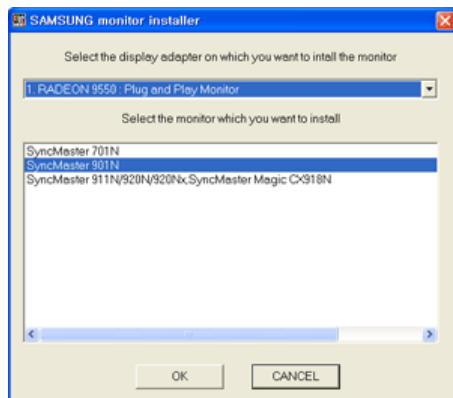 SAMSUNG monitor installer
Select the display adapter on which you want to intall the monitor
1. RADEON 9550 : Plug and Play Monitor
Select the monitor which you want to install
SyncMaster 701N
SyncMaster 901N
SyncMaster 911N/920N/920Nx,SyncMaster Magic CX918N
OK CANCEL